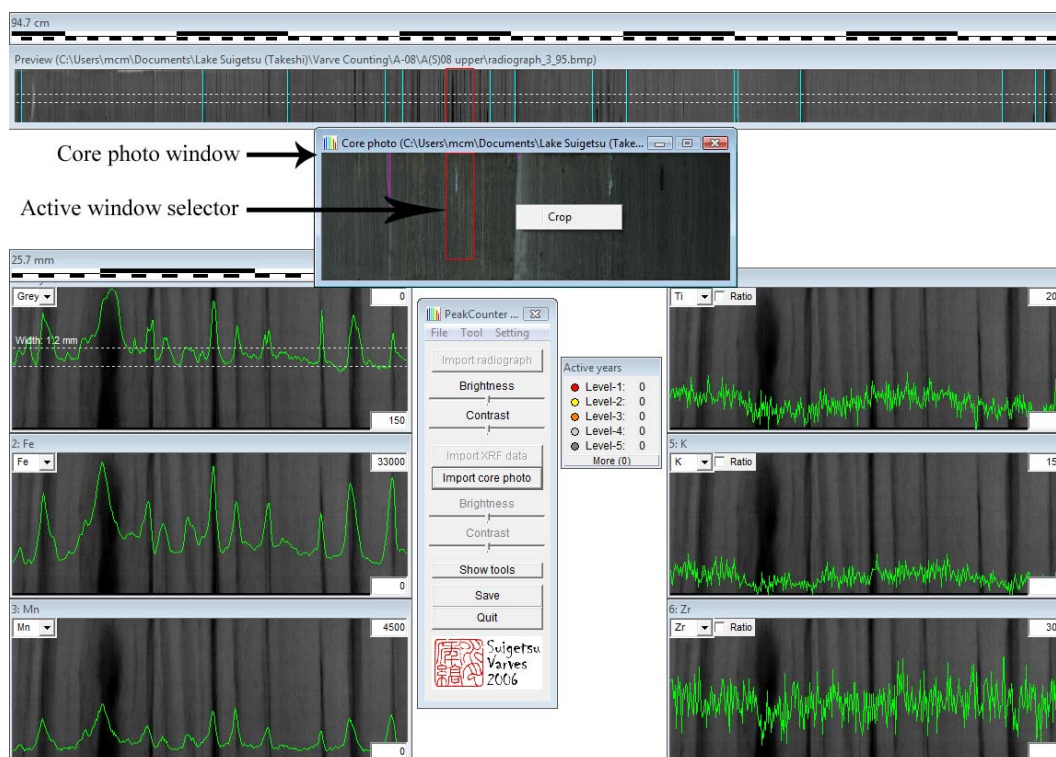 94.7 cm
Preview (C:\Users\mcm\Documents\Lake Suigetsu (Takeshi)\Varve Counting\A-08\A(S)08 upper\radiograph_3_95.bmp)
Core photo window
Core photo (C:\Users\mcm\Documents\Lake Suigetsu (Take...
Active window selector
Crop
25.7 mm
Grey
0
Width: 1.2 mm
150
2: Fe
Fe
33000
0
3: Mn
Mn
4500
0
PeakCounter ...
File Tool Setting
Import radiograph
Brightness
Contrast
Import XRF data
Import core photo
Brightness
Contrast
Show tools
Save
Quit
Suigetsu
Varves
2006
Active years
Level-1: 0
Level-2: 0
Level-3: 0
Level-4: 0
Level-5: 0
More (0)
Ti Ratio
20
5: K
K Ratio
15
6: Zr
Zr Ratio
30